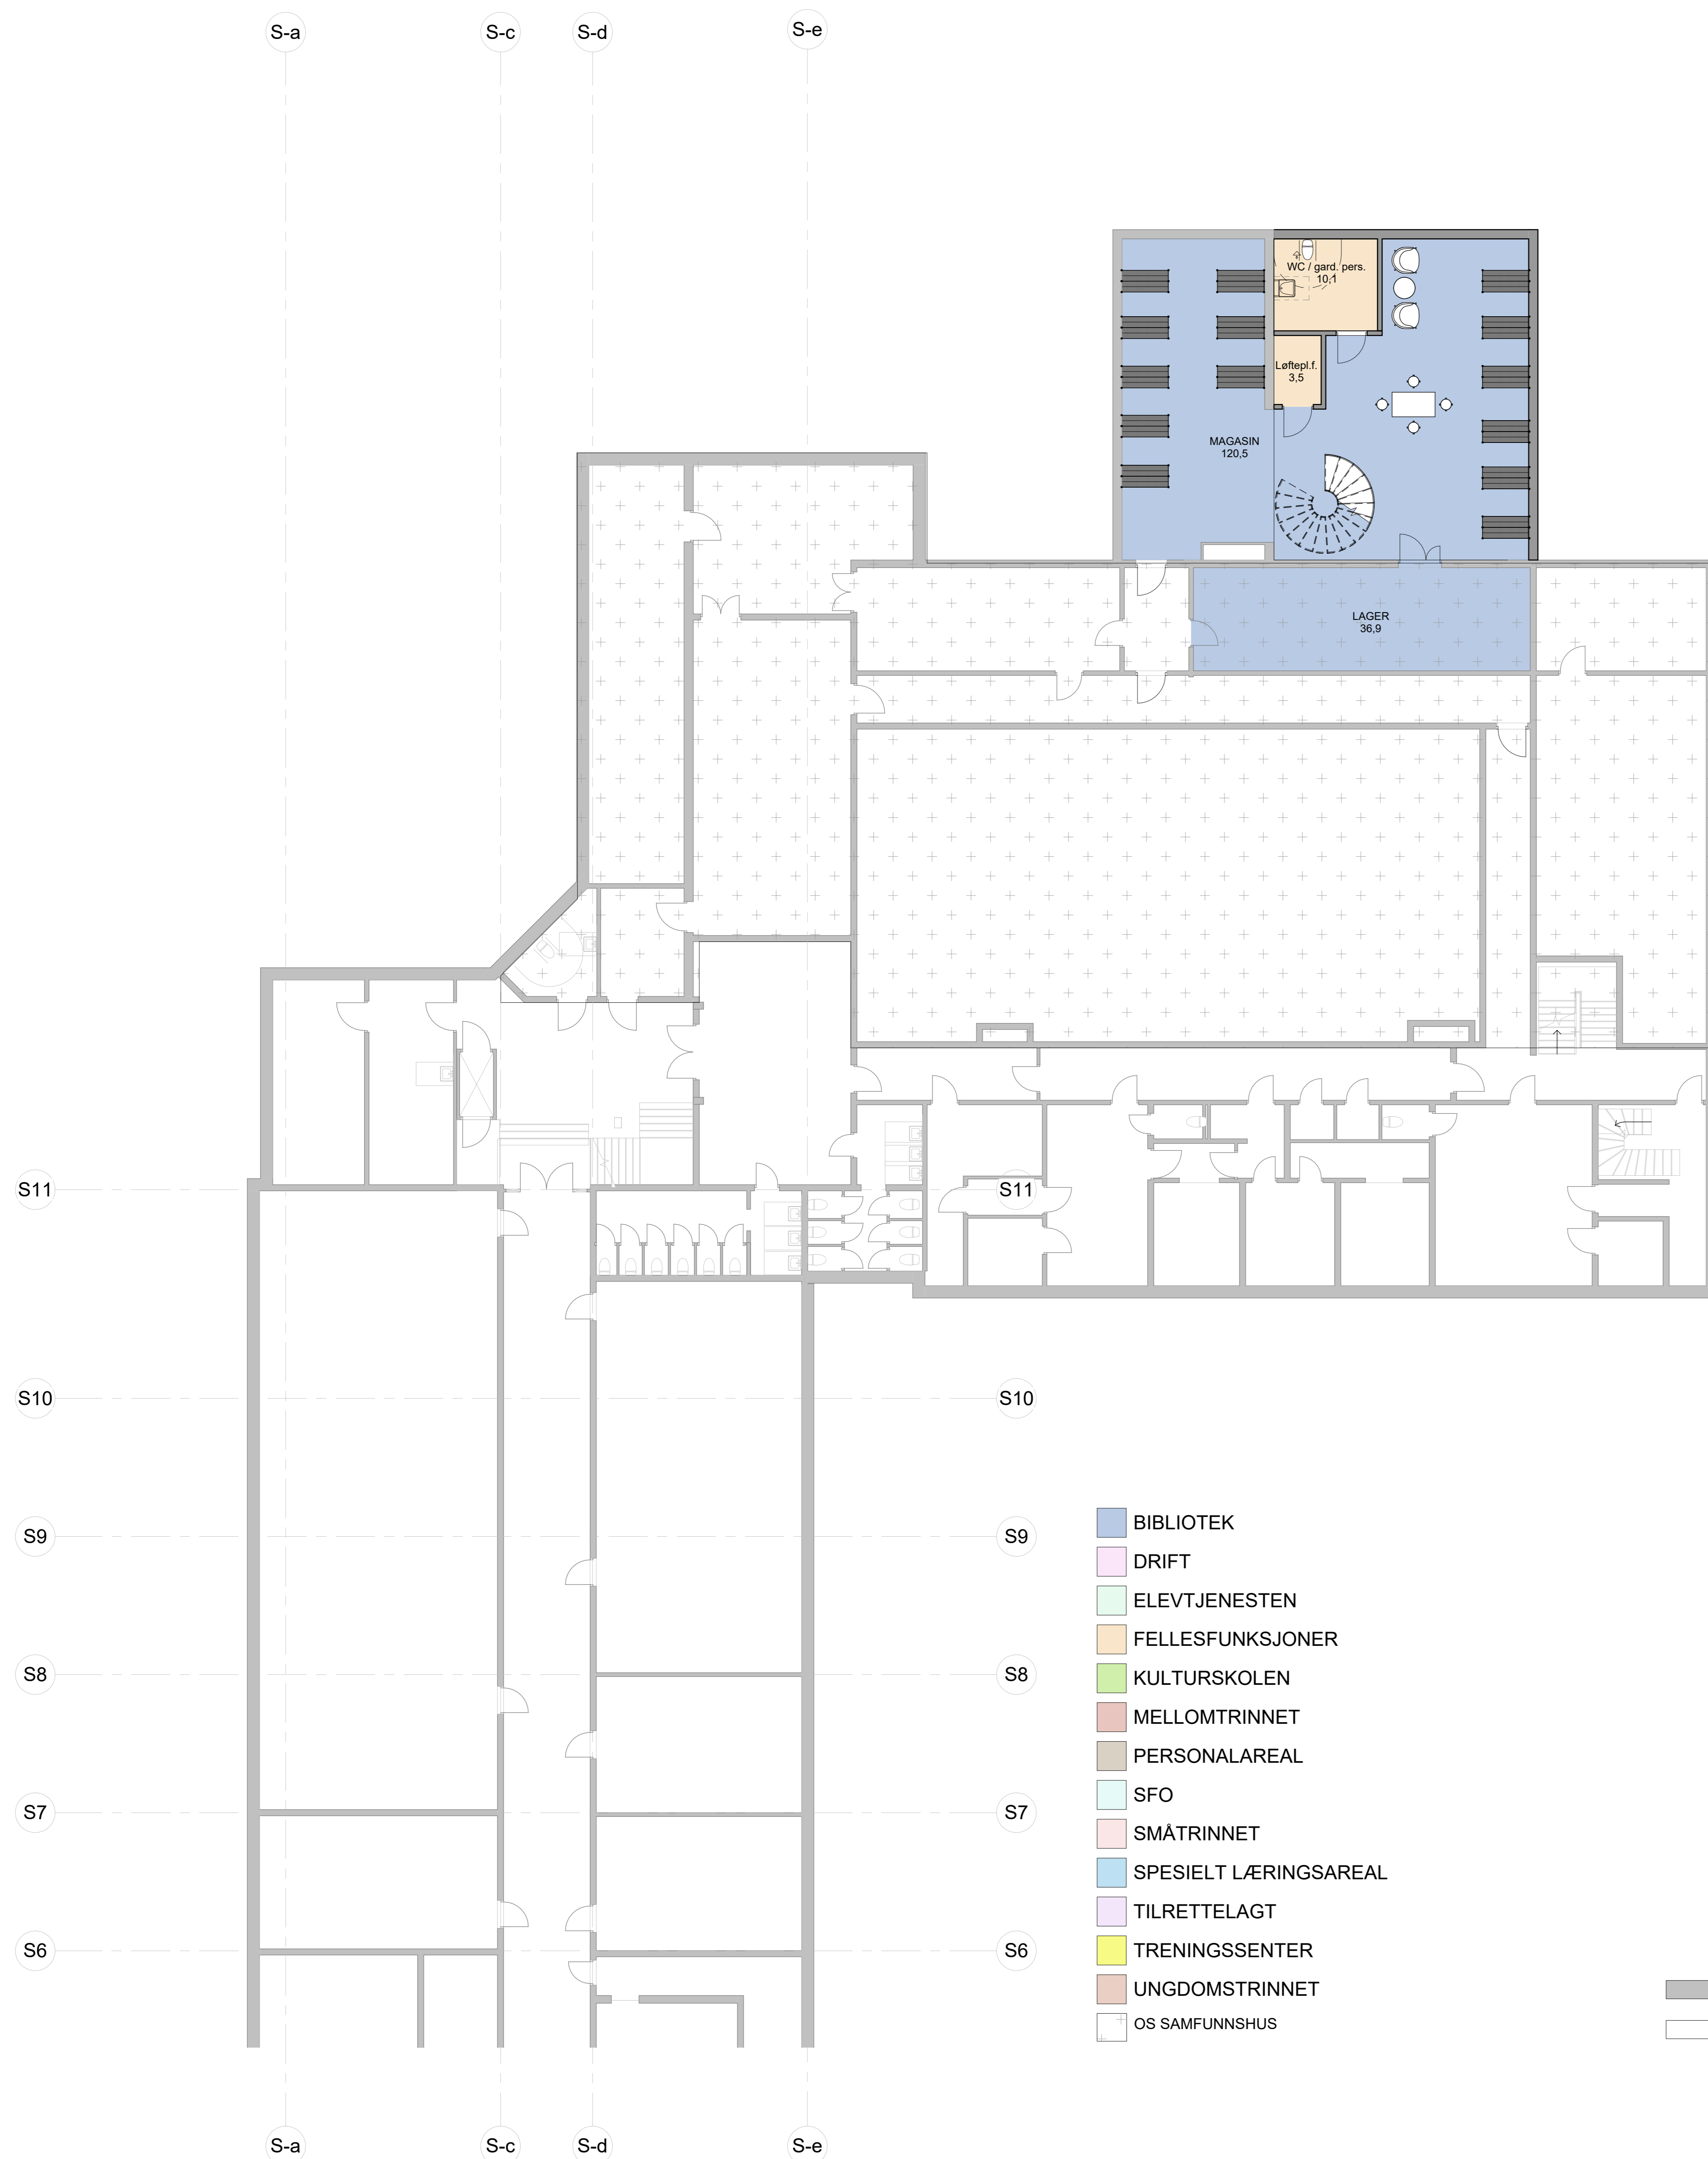 S-a
S-c
S-d
S-e
WC / gard. pers.
10,1
Løftepl.f.
3,5
MAGASIN
120,5
LAGER
36,9
S11
S11
S10
S10
S9
S9
S8
S8
S7
S7
S6
S6
BIBLIOTEK
DRIFT
ELEVTJENESTEN
FELLESFUNKSJONER
KULTURSKOLEN
MELLOMTRINNET
PERSONALAREAL
SFO
SMÅTRINNET
SPESIELT LÆRINGSAREAL
TILRETTELAGT
TRENINGSSENTER
UNGDOMSTRINNET
OS SAMFUNNSHUS
S-a
S-c
S-d
S-e